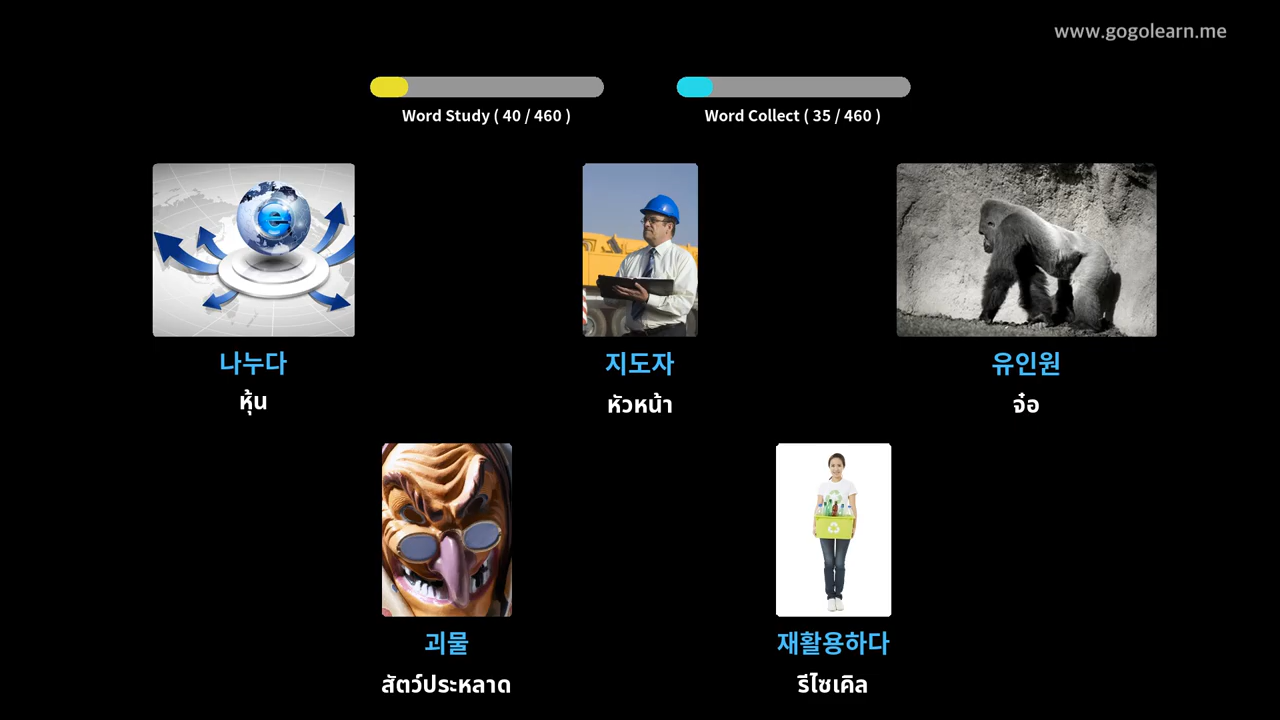 www.gogolearn.me
Word Study ( 40 / 460 )
Word Collect ( 35 / 460 )
e
나누다
지도자
유인원
หุ้น
หัวหน้า
จ๋อ
괴물
재활용하다
สัตว์ประหลาด
รีไซเคิล